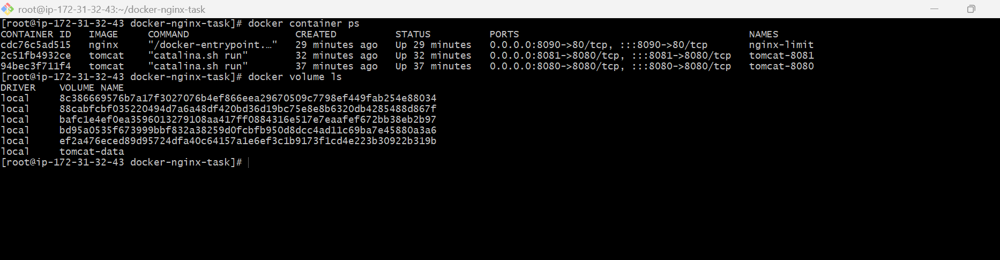 root@ip-172-31-32-43:~/docker-nginx-task
[root@ip-172-31-32-43 docker-nginx-task]# docker container ps
CONTAINER ID   IMAGE     COMMAND                  CREATED          STATUS          PORTS                                       NAMES
cdc76c5ad515   nginx     "/docker-entrypoint.…"   29 minutes ago   Up 29 minutes   0.0.0.0:8090->80/tcp, :::8090->80/tcp       nginx-limit
2c51fb4932ce   tomcat    "catalina.sh run"        32 minutes ago   Up 32 minutes   0.0.0.0:8081->8080/tcp, :::8081->8080/tcp   tomcat-8081
94bec3f711f4   tomcat    "catalina.sh run"        37 minutes ago   Up 37 minutes   0.0.0.0:8080->8080/tcp, :::8080->8080/tcp   tomcat-8080
[root@ip-172-31-32-43 docker-nginx-task]# docker volume ls
DRIVER    VOLUME NAME
local     8c386669576b7a17f3027076b4ef866eea29670509c7798ef449fab254e88034
local     88cabfcbf035220494d7a6a48df420bd36d19bc75e8e8b6320db4285488d867f
local     bafc1e4ef0ea3596013279108aa417ff0884316e517e7eaafef672bb38eb2b97
local     bd95a0535f673999bbf832a38259d0fcbfb950d8dcc4ad11c69ba7e45880a3a6
local     ef2a476eced89d95724dfa40c64157a1e6ef3c1b9173f1cd4e223b30922b319b
local     tomcat-data
[root@ip-172-31-32-43 docker-nginx-task]#